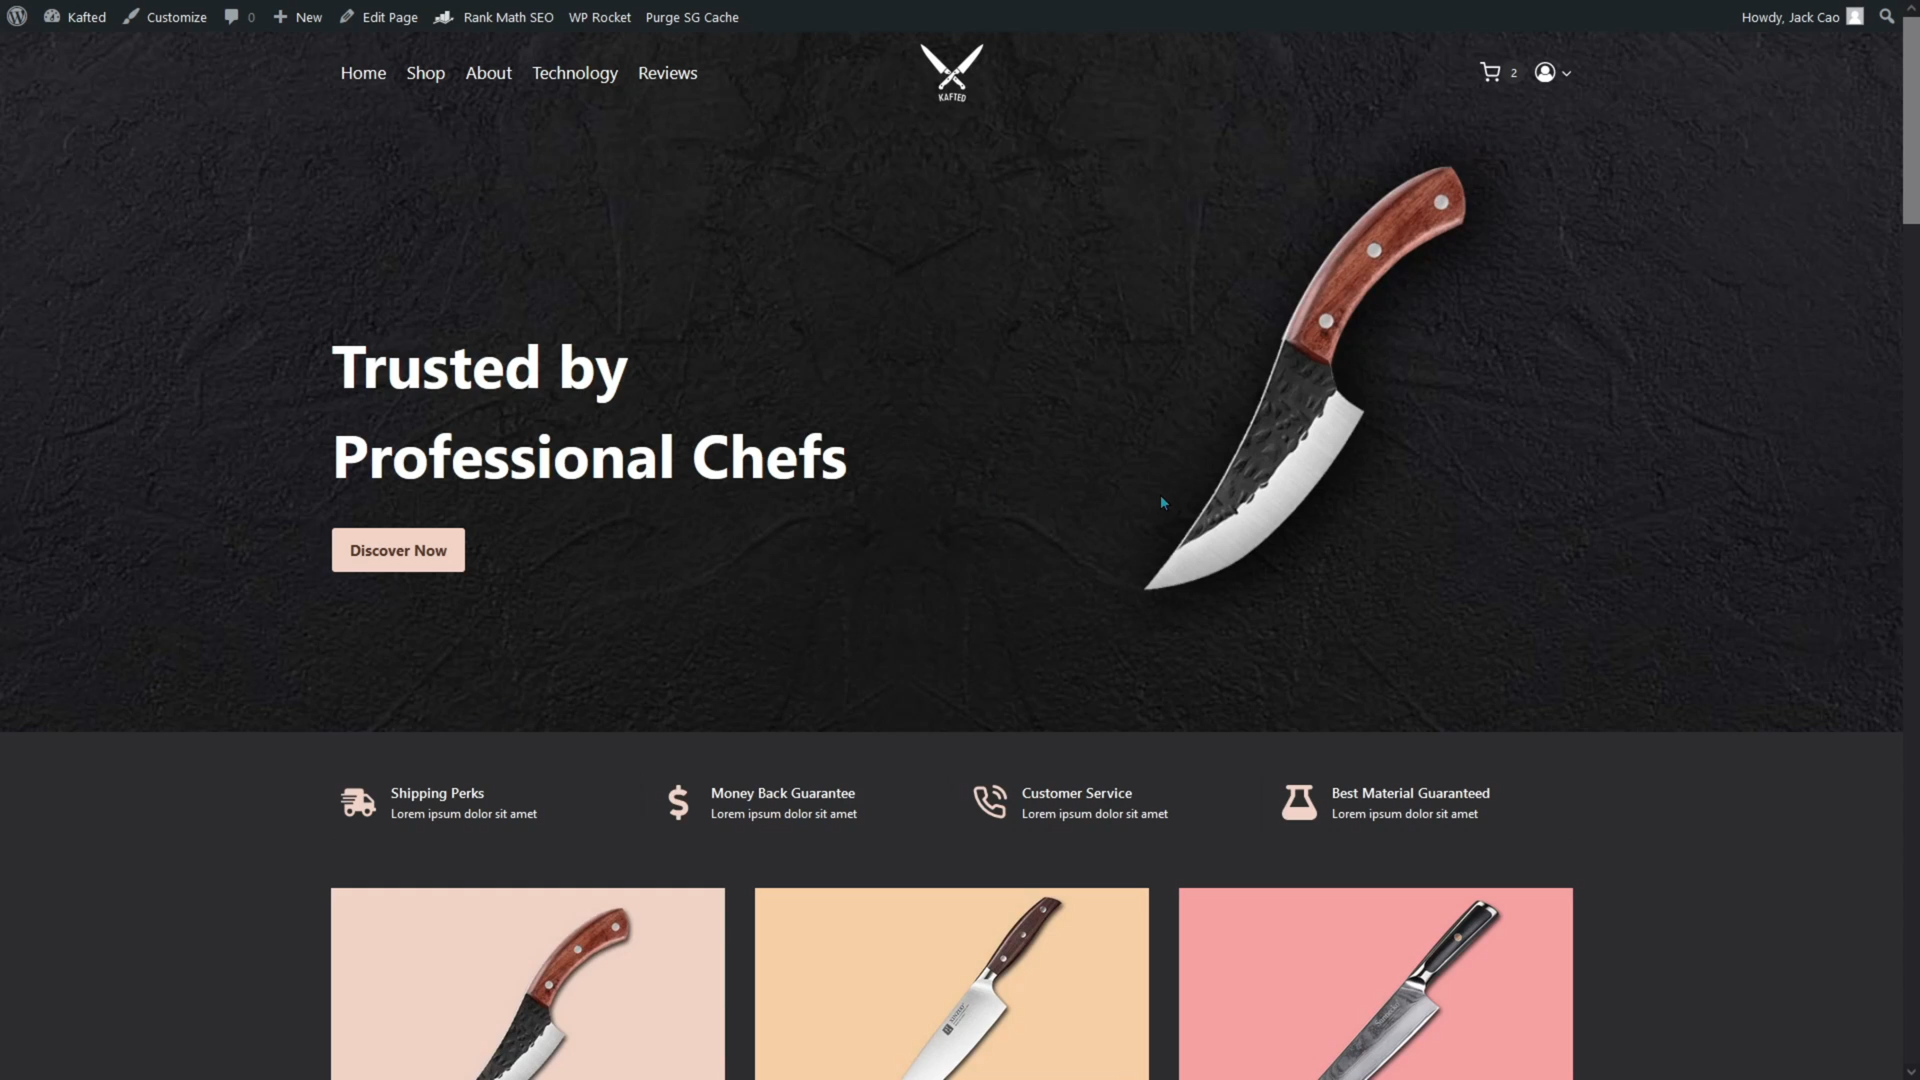 Kafted Customize 0 New Edit Page Rank Math SEO WP Rocket Purge SG Cache Howdy, Jack Cao
Home Shop About Technology Reviews
KAFTED
2
Trusted by
Professional Chefs
Discover Now
Shipping Perks
Lorem ipsum dolor sit amet
Money Back Guarantee
Lorem ipsum dolor sit amet
Customer Service
Lorem ipsum dolor sit amet
Best Material Guaranteed
Lorem ipsum dolor sit amet